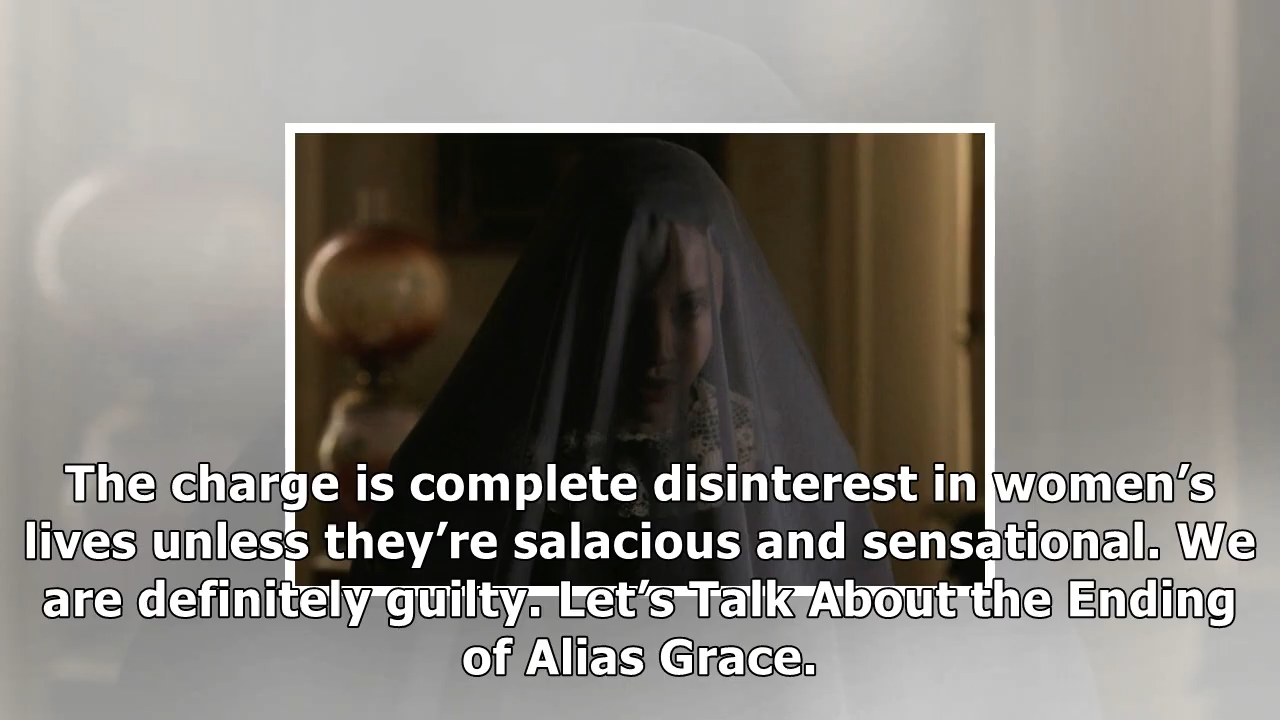 The charge is complete disinterest in women’s
lives unless they’re salacious and sensational. We
are definitely guilty. Let’s Talk About the Ending
of Alias Grace.